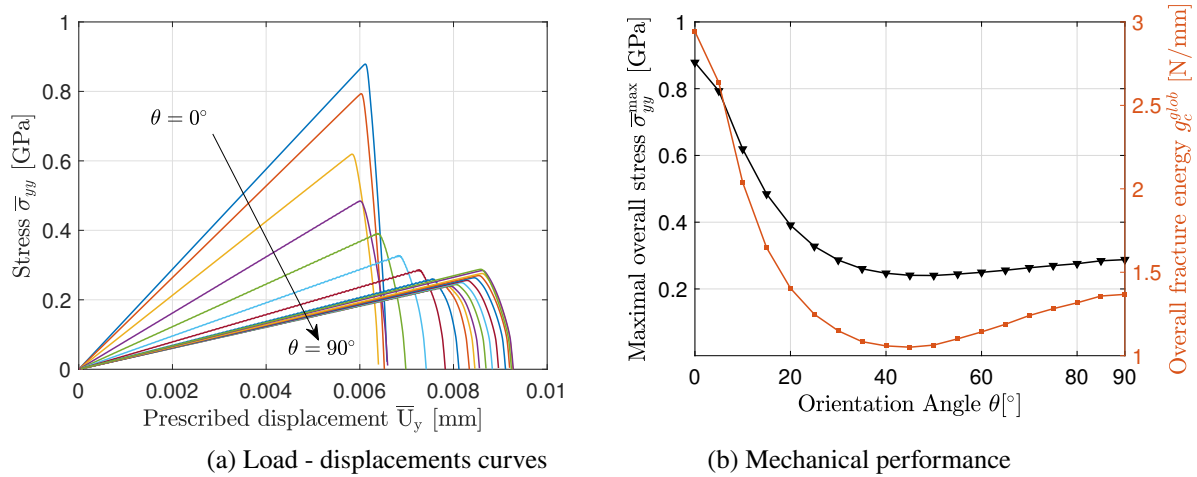 1
0.8
0.6
0.4
0.2
0
Stress σ̅yy [GPa]
θ = 0°
θ = 90°
0 0.002 0.004 0.006 0.008 0.01
Prescribed displacement U̅y [mm]
(a) Load - displacements curves
1
0.8
0.6
0.4
0.2
Maximal overall stress σ̅yy^max [GPa]
3
2.5
2
1.5
1
Overall fracture energy gc^glob [N/mm]
0 20 40 60 80 90
Orientation Angle θ[°]
(b) Mechanical performance